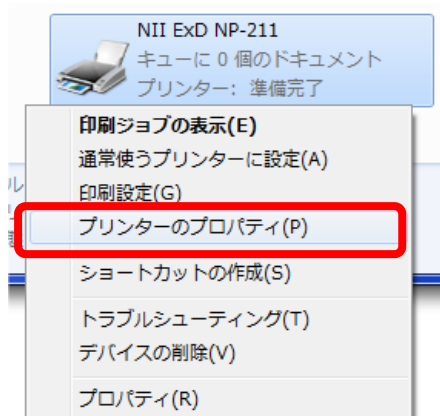 NII ExD NP-211
キューに 0 個のドキュメント
プリンター: 準備完了
印刷ジョブの表示(E)
通常使うプリンターに設定(A)
印刷設定(G)
プリンターのプロパティ(P)
ショートカットの作成(S)
トラブルシューティング(T)
デバイスの削除(V)
プロパティ(R)